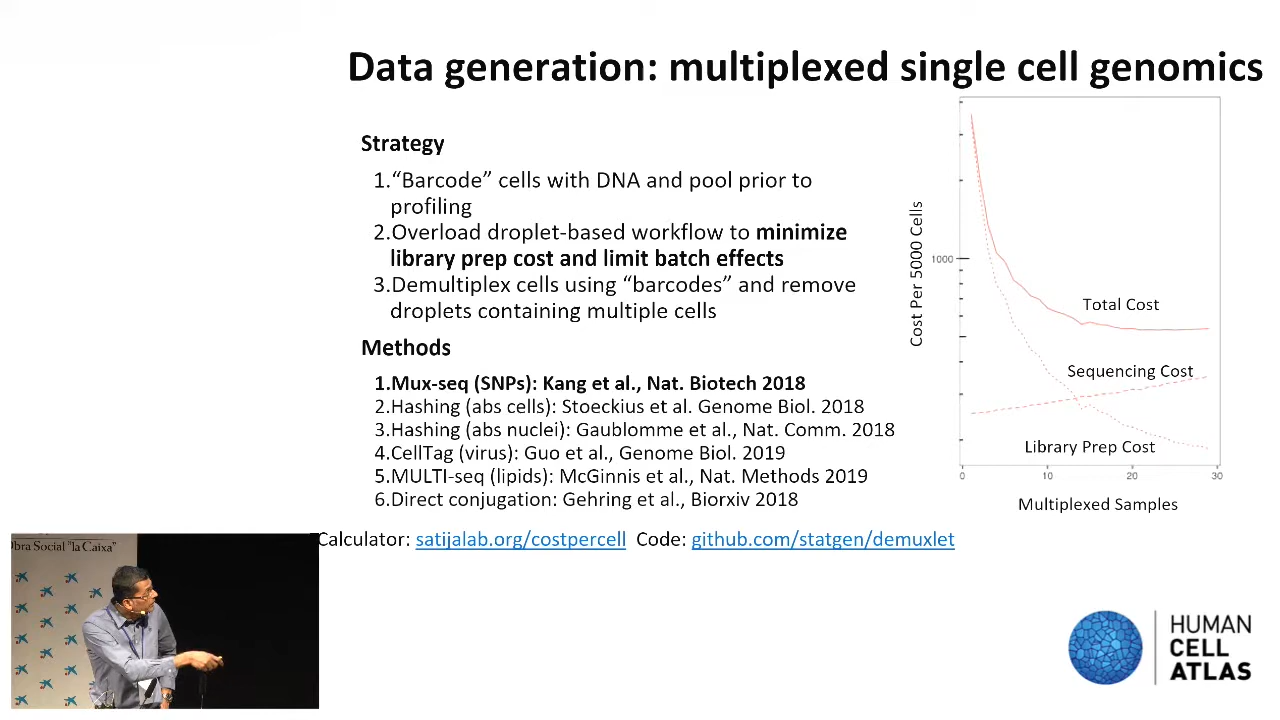 Data generation: multiplexed single cell genomics
Strategy
1.“Barcode” cells with DNA and pool prior to
profiling
2.Overload droplet-based workflow to minimize
library prep cost and limit batch effects
3.Demultiplex cells using “barcodes” and remove
droplets containing multiple cells
Methods
1.Mux-seq (SNPs): Kang et al., Nat. Biotech 2018
2.Hashing (abs cells): Stoeckius et al. Genome Biol. 2018
3.Hashing (abs nuclei): Gaublomme et al., Nat. Comm. 2018
4.CellTag (virus): Guo et al., Genome Biol. 2019
5.MULTI-seq (lipids): McGinnis et al., Nat. Methods 2019
6.Direct conjugation: Gehring et al., Biorxiv 2018
Calculator: satijalab.org/costpercell Code: github.com/statgen/demuxlet
Cost Per 5000 Cells
1000
Total Cost
Sequencing Cost
Library Prep Cost
0 10 20 30
Multiplexed Samples
Obra Social "la Caixa"
HUMAN
CELL
ATLAS